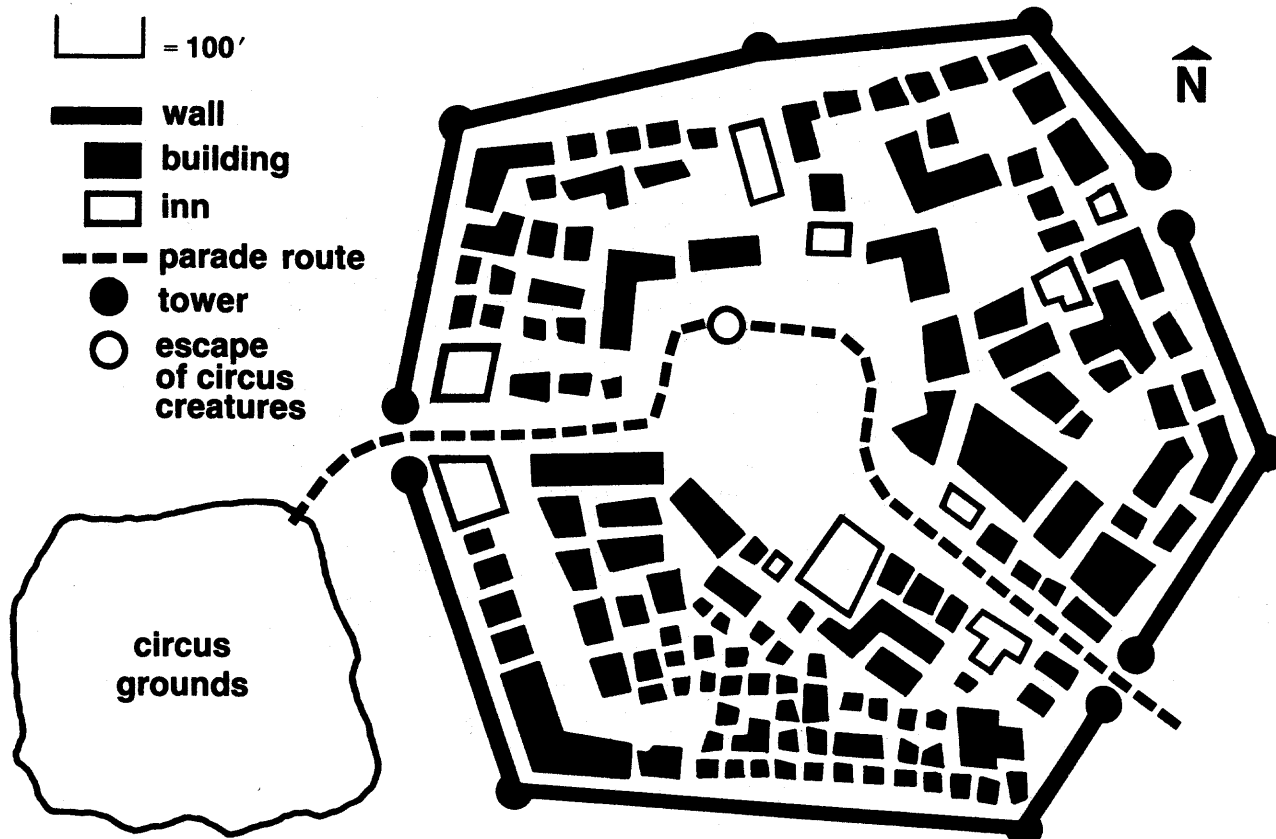 = 100′
N
wall
building
inn
parade route
tower
escape
of circus
creatures
circus
grounds